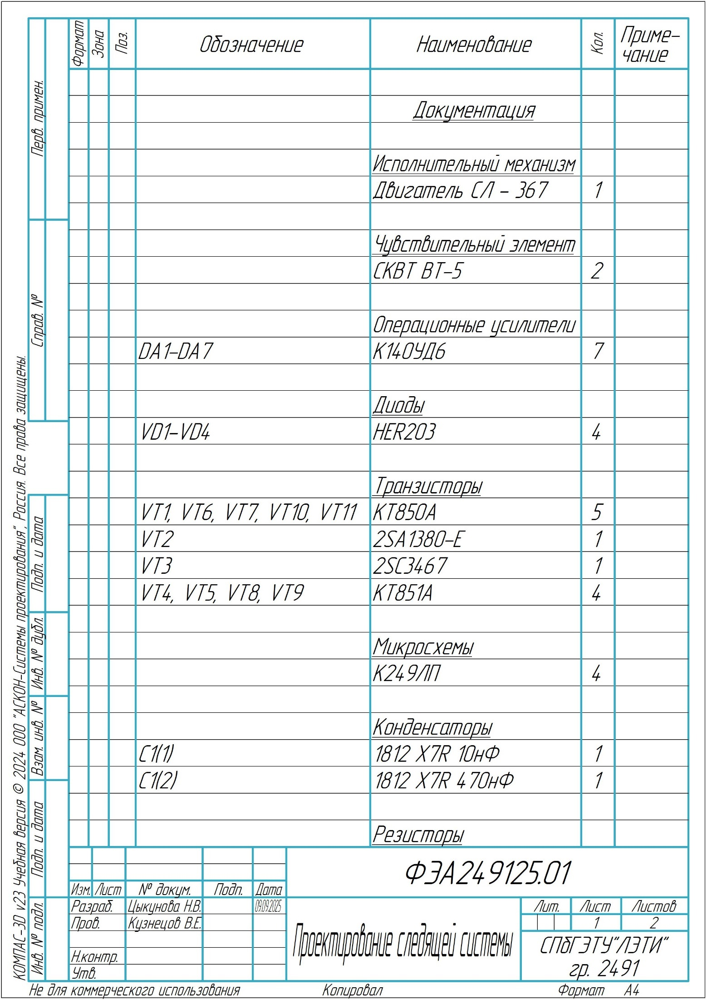 Формат
Зона
Поз.
Обозначение
Наименование
Кол.
Приме-
чание
Документация
Исполнительный механизм
Двигатель СЛ - 367 1
Чувствительный элемент
СКВТ ВТ-5 2
Операционные усилители
DA1-DA7 К140УД6 7
Диоды
VD1-VD4 HER203 4
Транзисторы
VT1, VT6, VT7, VT10, VT11 КТ850А 5
VT2 2SA1380-E 1
VT3 2SC3467 1
VT4, VT5, VT8, VT9 КТ851А 4
Микросхемы
К249ЛП 4
Конденсаторы
C1(1) 1812 X7R 10нФ 1
C1(2) 1812 X7R 470нФ 1
Резисторы
Перв. примен.
Справ. №
Подп. и дата
Инв. № дубл.
Взам. инв. №
Подп. и дата
Инв. № подл.
КОМПАС-3D v23 Учебная версия © 2024 ООО "АСКОН-Системы проектирования", Россия. Все права защищены.
ФЭА249125.01
Изм. Лист № докум. Подп. Дата
Разраб. Цыкунова Н.В. 09.09.2025
Пров. Кузнецов В.Е.
Н.контр.
Утв.
Проектирование следящей системы
Лит. Лист Листов
1 2
СПбГЭТУ"ЛЭТИ"
гр. 2491
Не для коммерческого использования Копировал Формат А4